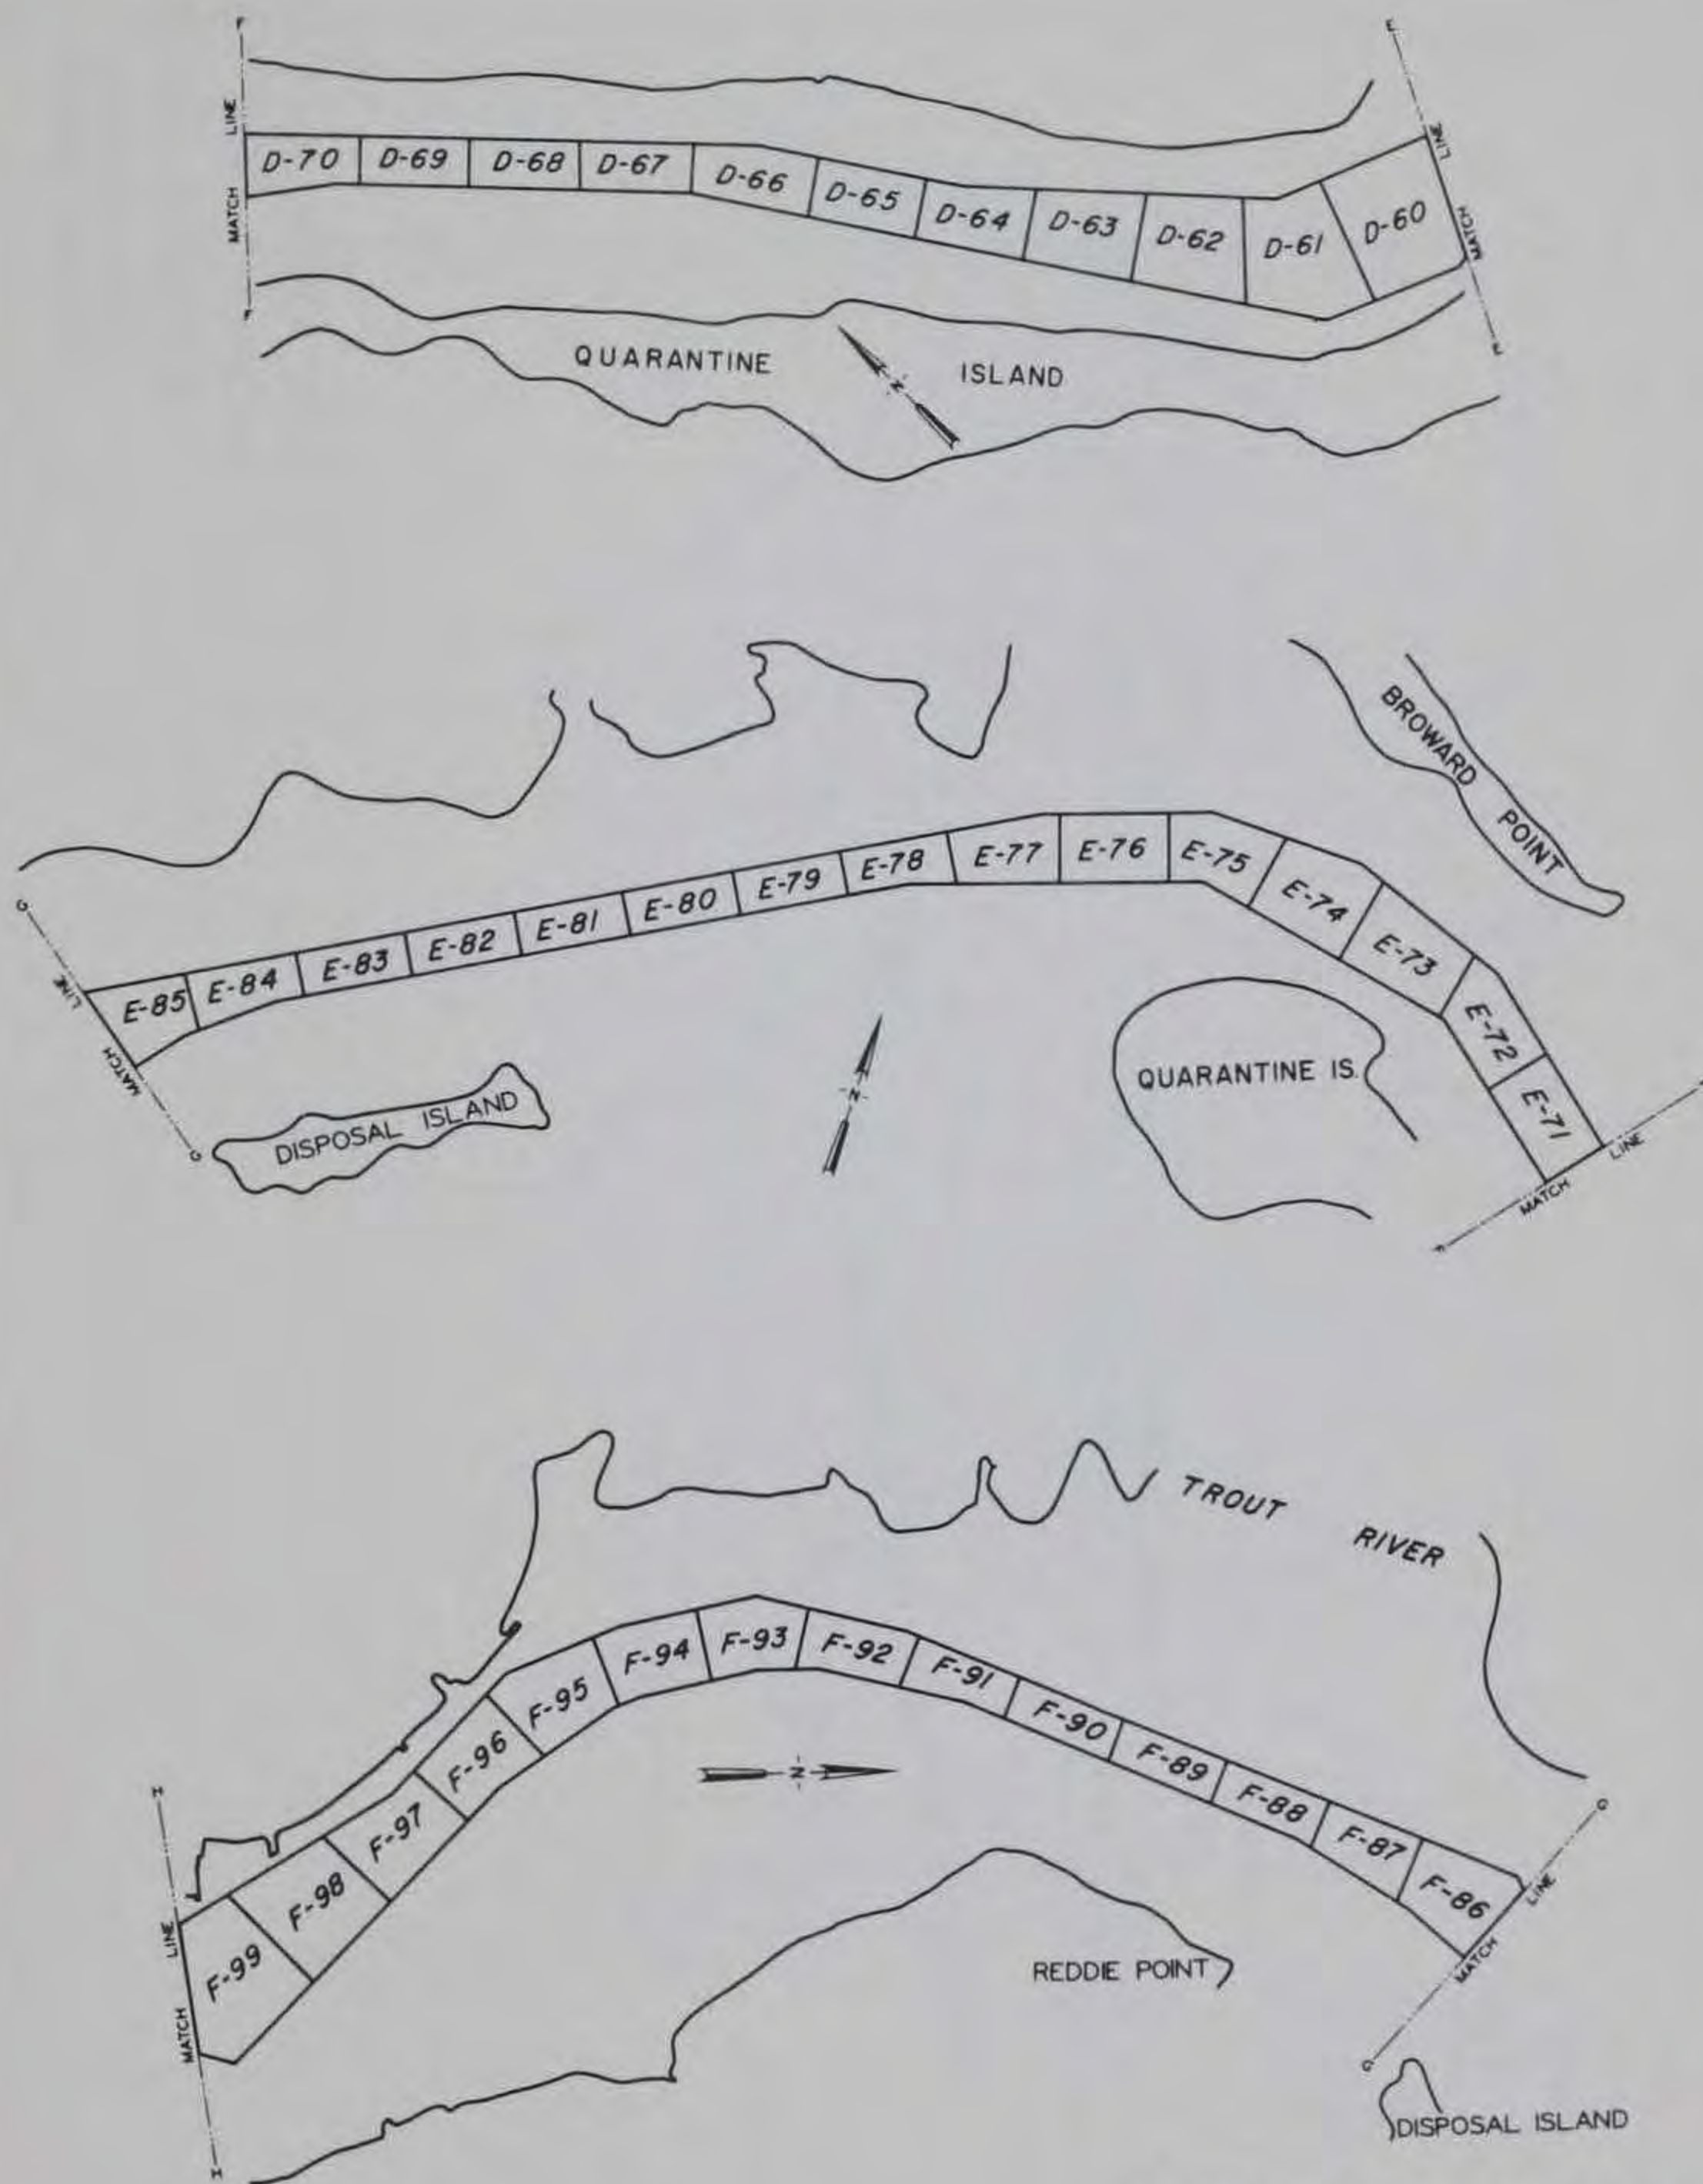 F
LINE
MATCH
F
D-70 D-69 D-68 D-67 D-66 D-65 D-64 D-63 D-62 D-61 D-60
LINE
MATCH
QUARANTINE ISLAND
N
BROWARD POINT
G
LINE
MATCH
G
E-85 E-84 E-83 E-82 E-81 E-80 E-79 E-78 E-77 E-76 E-75 E-74 E-73 E-72 E-71
LINE
MATCH
DISPOSAL ISLAND
N
QUARANTINE IS.
TROUT RIVER
H
LINE
MATCH
H
F-99 F-98 F-97 F-96 F-95 F-94 F-93 F-92 F-91 F-90 F-89 F-88 F-87 F-86
N
G
LINE
MATCH
G
REDDIE POINT
DISPOSAL ISLAND